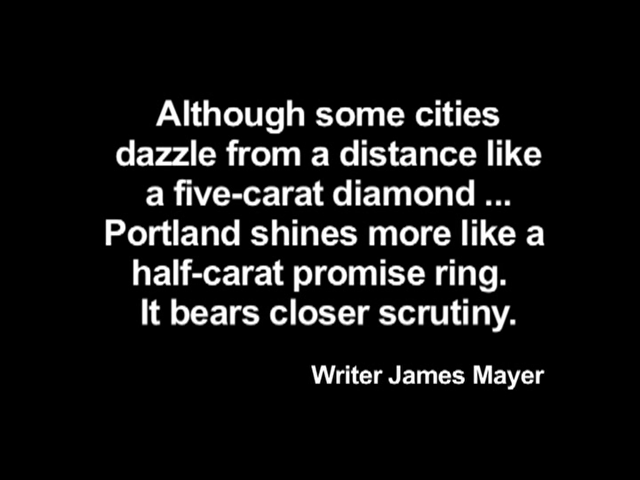 Although some cities
dazzle from a distance like
a five-carat diamond ...
Portland shines more like a
half-carat promise ring.
It bears closer scrutiny.
Writer James Mayer